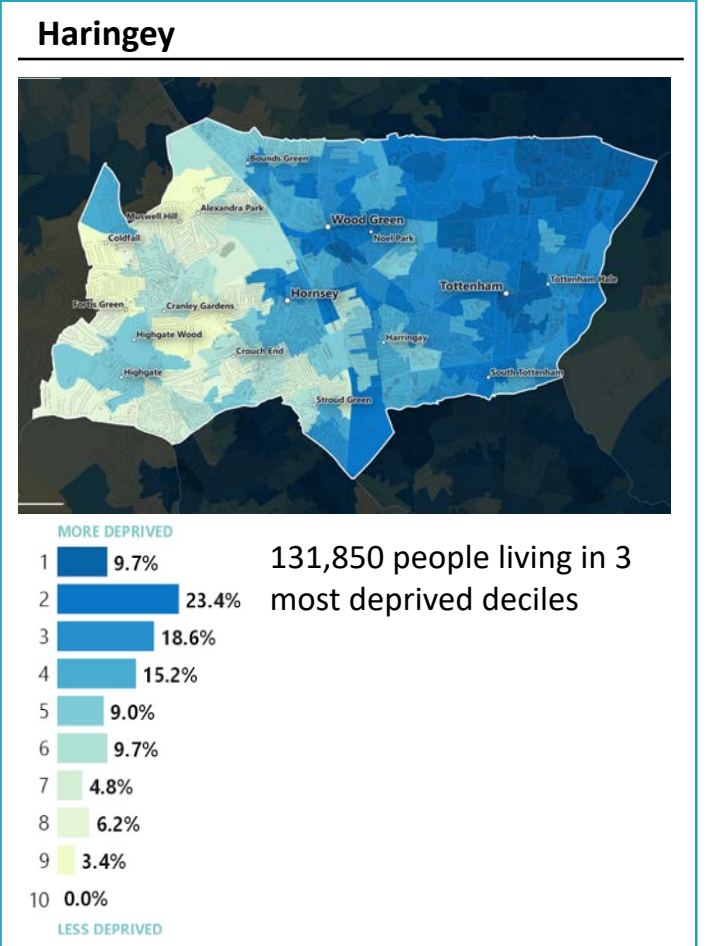 Haringey
Bounds Green
Alexandra Park
Muswell Hill
Wood Green
Coldfall
Noel Park
Tottenham Hale
Tottenham
Hornsey
Fortis Green
Cranley Gardens
Highgate Wood
Harringay
Crouch End
Highgate
South Tottenham
Stroud Green
MORE DEPRIVED
131,850 people living in 3
most deprived deciles
1 9.7%
2 23.4%
3 18.6%
4 15.2%
5 9.0%
6 9.7%
7 4.8%
8 6.2%
9 3.4%
10 0.0%
LESS DEPRIVED